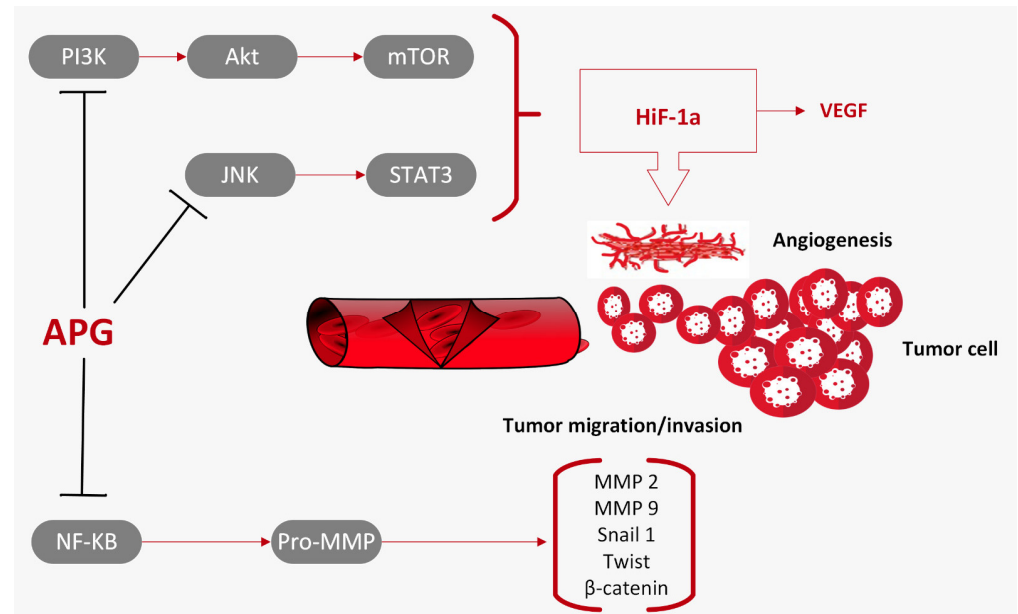 PI3K
Akt
mTOR
HiF-1a
VEGF
JNK
STAT3
Angiogenesis
APG
Tumor cell
Tumor migration/invasion
MMP 2
MMP 9
Snail 1
Twist
β-catenin
NF-KB
Pro-MMP